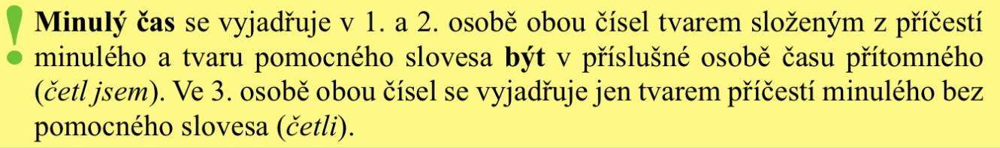 Minulý čas se vyjadřuje v 1. a 2. osobě obou čísel tvarem složeným z příčestí
minulého a tvaru pomocného slovesa být v příslušné osobě času přítomného
(četl jsem). Ve 3. osobě obou čísel se vyjadřuje jen tvarem příčestí minulého bez
pomocného slovesa (četli).